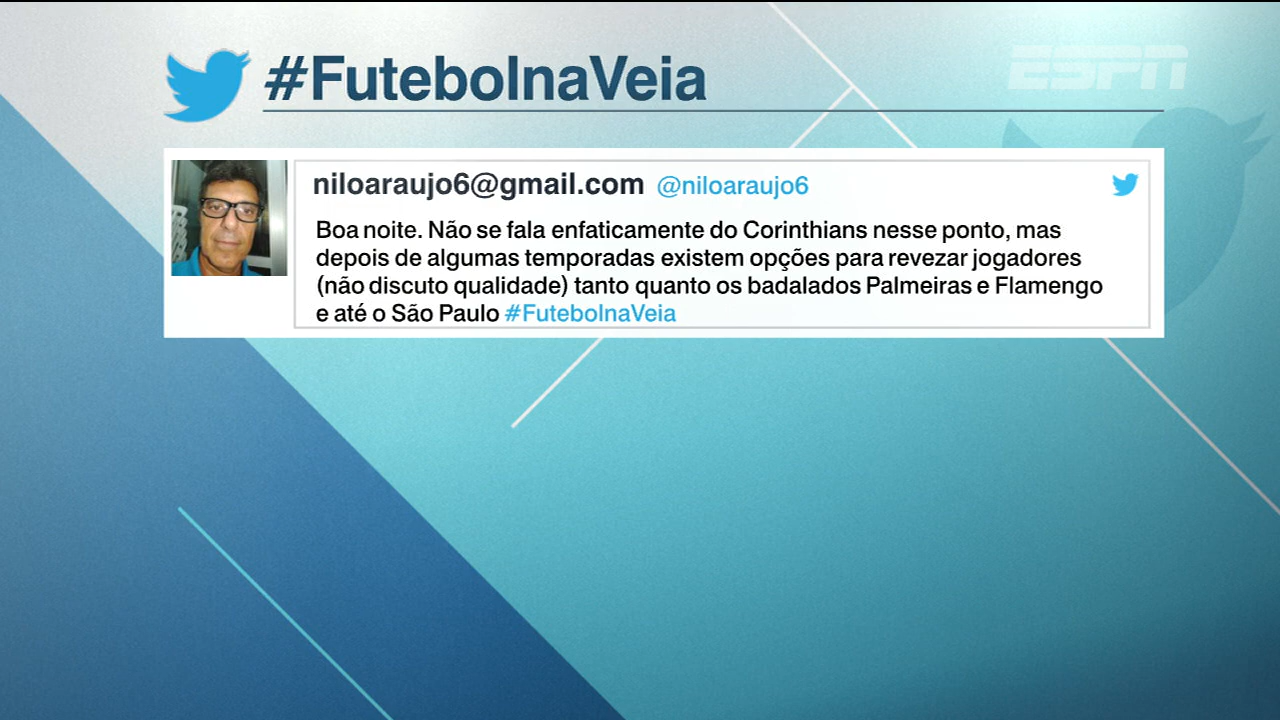 #FutebolnaVeia
ESPN
niloaraujo6@gmail.com @niloaraujo6
Boa noite. Não se fala enfaticamente do Corinthians nesse ponto, mas
depois de algumas temporadas existem opções para revezar jogadores
(não discuto qualidade) tanto quanto os badalados Palmeiras e Flamengo
e até o São Paulo #FutebolnaVeia